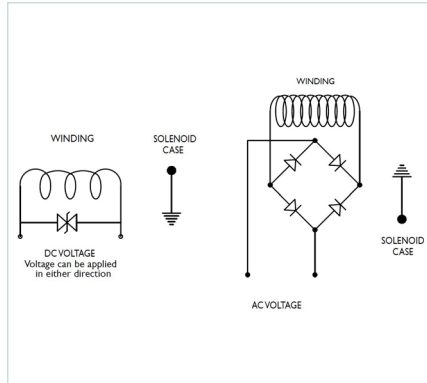 WINDING
SOLENOID
CASE
DC VOLTAGE
Voltage can be applied
in either direction
WINDING
SOLENOID
CASE
AC VOLTAGE